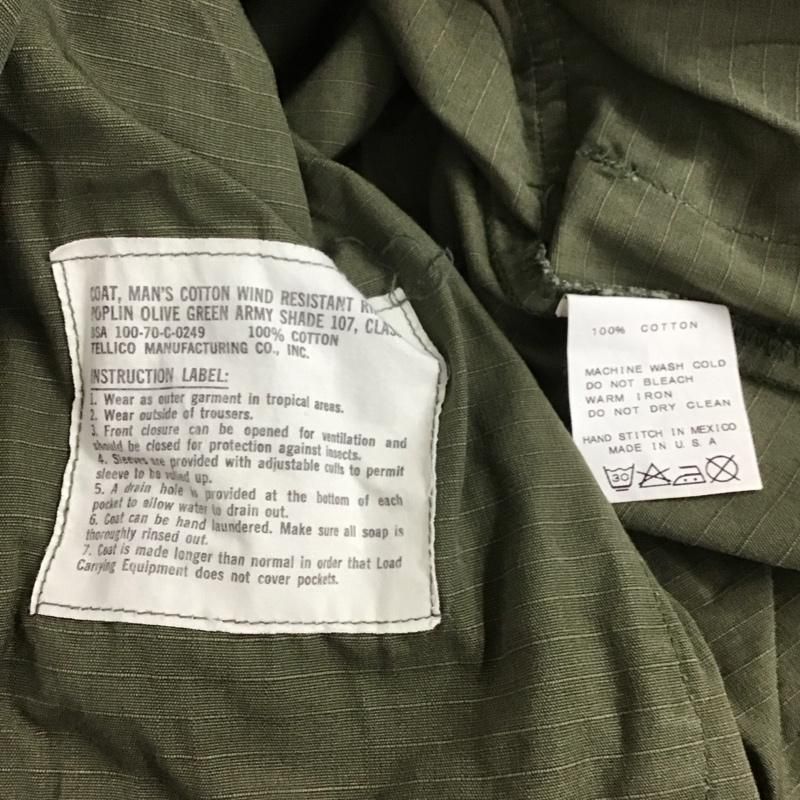 COAT, MAN'S COTTON WIND RESISTANT
POPLIN OLIVE GREEN ARMY SHADE 107,
DSA 100-70-C-0249 100% COTTON
TELLICO MANUFACTURING CO., INC.
INSTRUCTION LABEL:
1. Wear as outer garment in tropical areas.
2. Wear outside of trousers.
3. Front closure can be opened for ventilation and
should be closed for protection against insects.
4. Sleeves are provided with adjustable cuffs to permit
sleeve to be rolled up.
5. A drain hole is provided at the bottom of each
pocket to allow water to drain out.
6. Coat can be hand laundered. Make sure all soap is
thoroughly rinsed out.
7. Coat is made longer than normal in order that Load
Carrying Equipment does not cover pockets.
100% COTTON
MACHINE WASH COLD
DO NOT BLEACH
WARM IRON
DO NOT DRY CLEAN
HAND STITCH IN MEXICO
MADE IN U.S.A
30